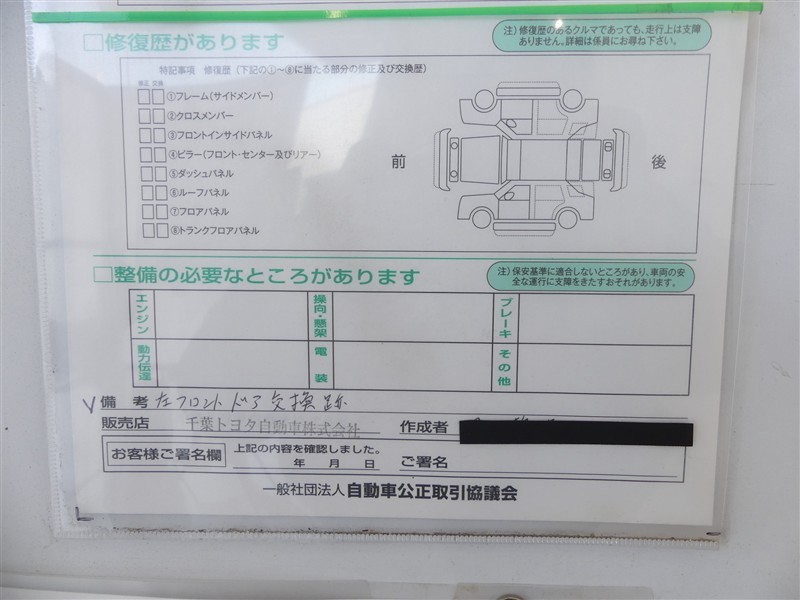 □修復歴があります
注）修復歴のあるクルマであっても、走行上は支障
ありません。詳細は係員にお尋ね下さい。
特記事項 修復歴（下記の①～⑧に当たる部分の修正及び交換歴）
修正 交換
①フレーム（サイドメンバー）
②クロスメンバー
③フロントインサイドパネル
④ピラー（フロント・センター及びリアー）
⑤ダッシュパネル
⑥ルーフパネル
⑦フロアパネル
⑧トランクフロアパネル
前
後
□整備の必要なところがあります
注）保安基準に適合しないところがあり、車両の安
全な運行に支障をきたすおそれがあります。
エンジン
操向・懸架
ブレーキ
動力伝達
電装
その他
備考 左フロントドア交換跡
販売店 千葉トヨタ自動車株式会社 作成者
お客様ご署名欄
上記の内容を確認しました。
年 月 日 ご署名
一般社団法人 自動車公正取引協議会